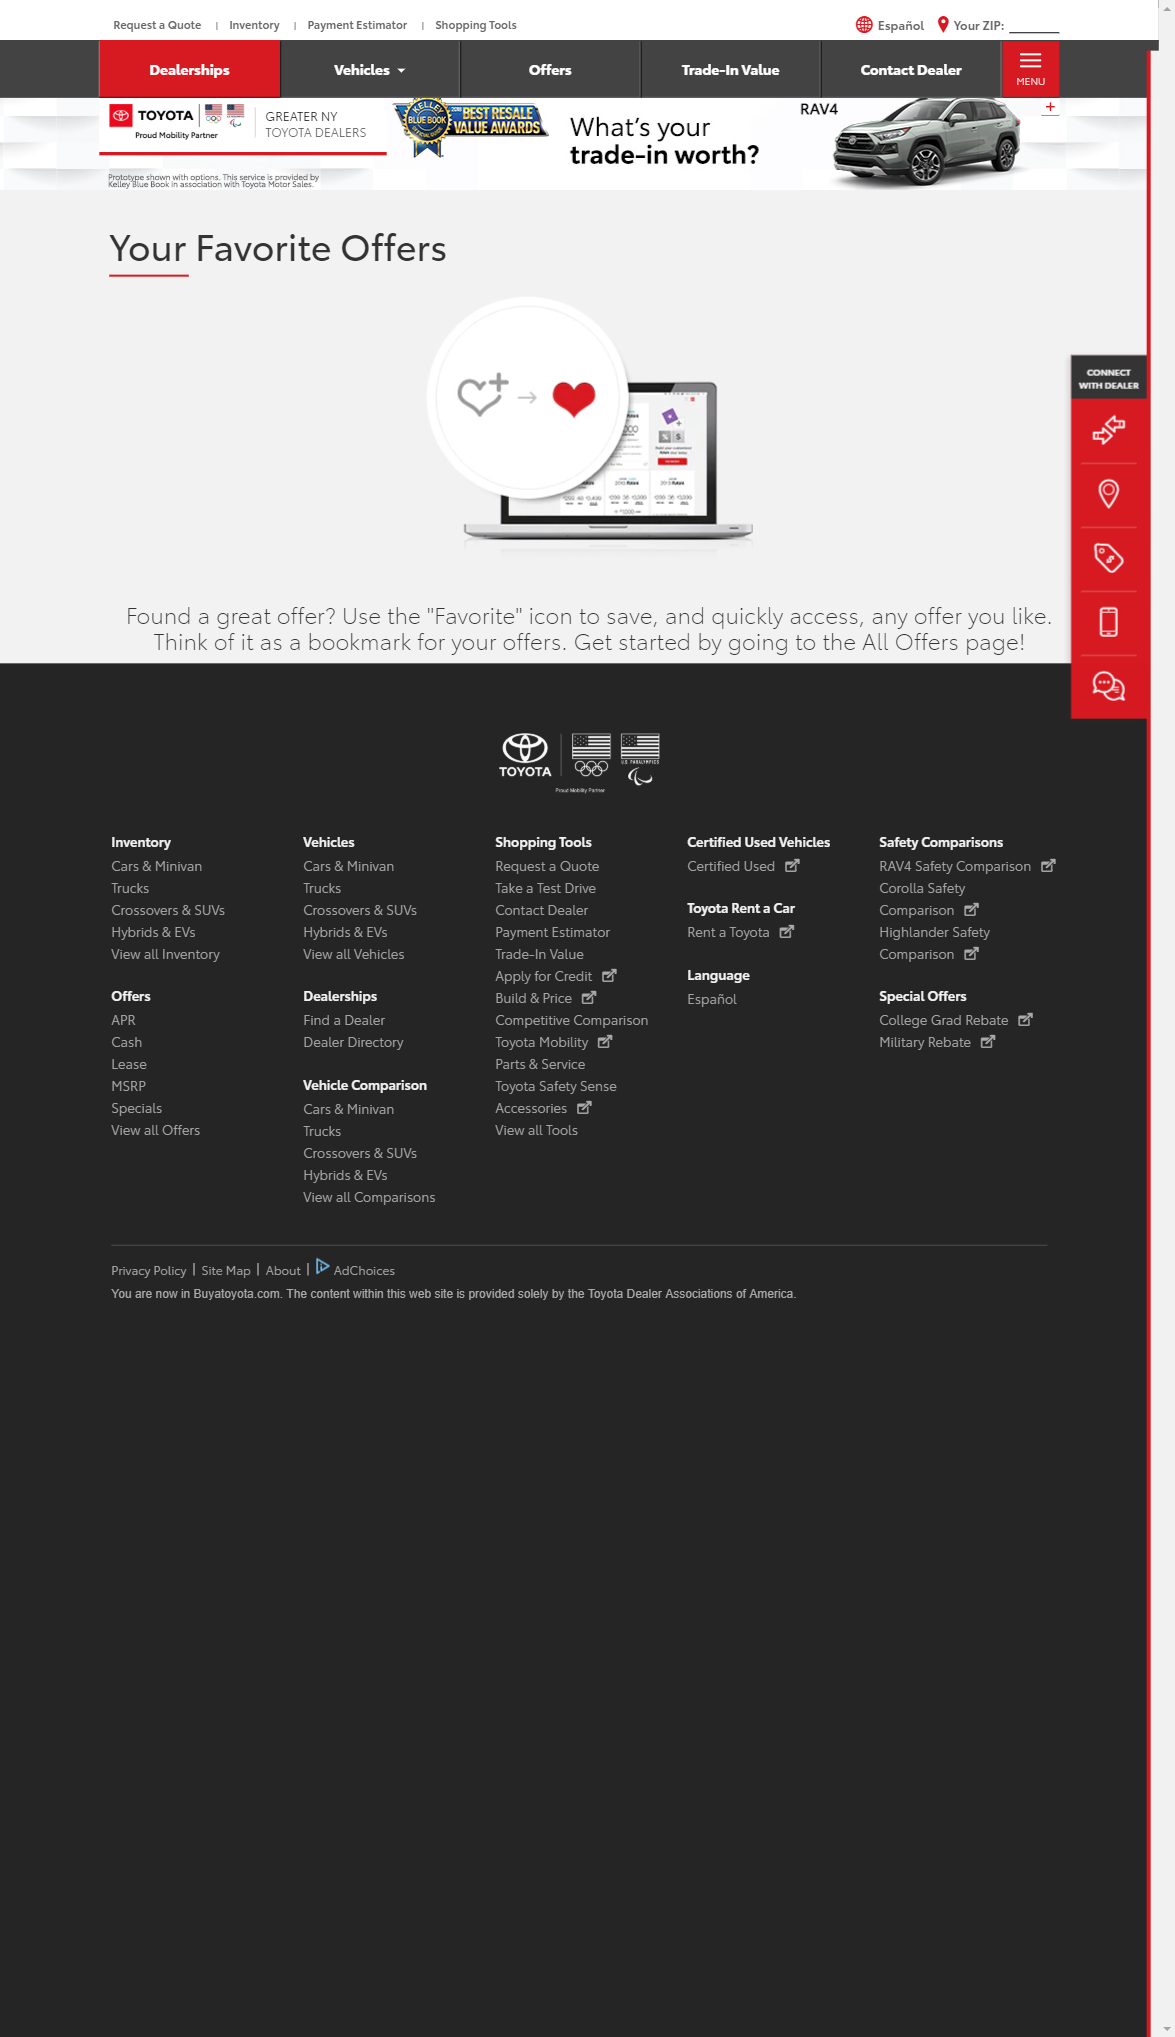 Request a Quote | Inventory | Payment Estimator | Shopping Tools
Español Your ZIP:
Dealerships Vehicles Offers Trade-In Value Contact Dealer MENU
TOYOTA
Proud Mobility Partner
GREATER NY
TOYOTA DEALERS
KELLEY
BLUE BOOK
BEST RESALE
VALUE AWARDS
What's your
trade-in worth?
RAV4
+
Prototype shown with options. This service is provided by
Kelley Blue Book in association with Toyota Motor Sales.
Your Favorite Offers
CONNECT
WITH DEALER
Found a great offer? Use the "Favorite" icon to save, and quickly access, any offer you like.
Think of it as a bookmark for your offers. Get started by going to the All Offers page!
TOYOTA
U.S. PARALYMPICS
Proud Mobility Partner
Inventory
Cars & Minivan
Trucks
Crossovers & SUVs
Hybrids & EVs
View all Inventory
Offers
APR
Cash
Lease
MSRP
Specials
View all Offers
Vehicles
Cars & Minivan
Trucks
Crossovers & SUVs
Hybrids & EVs
View all Vehicles
Dealerships
Find a Dealer
Dealer Directory
Vehicle Comparison
Cars & Minivan
Trucks
Crossovers & SUVs
Hybrids & EVs
View all Comparisons
Shopping Tools
Request a Quote
Take a Test Drive
Contact Dealer
Payment Estimator
Trade-In Value
Apply for Credit
Build & Price
Competitive Comparison
Toyota Mobility
Parts & Service
Toyota Safety Sense
Accessories
View all Tools
Certified Used Vehicles
Certified Used
Toyota Rent a Car
Rent a Toyota
Language
Español
Safety Comparisons
RAV4 Safety Comparison
Corolla Safety
Comparison
Highlander Safety
Comparison
Special Offers
College Grad Rebate
Military Rebate
Privacy Policy | Site Map | About | AdChoices
You are now in Buyatoyota.com. The content within this web site is provided solely by the Toyota Dealer Associations of America.